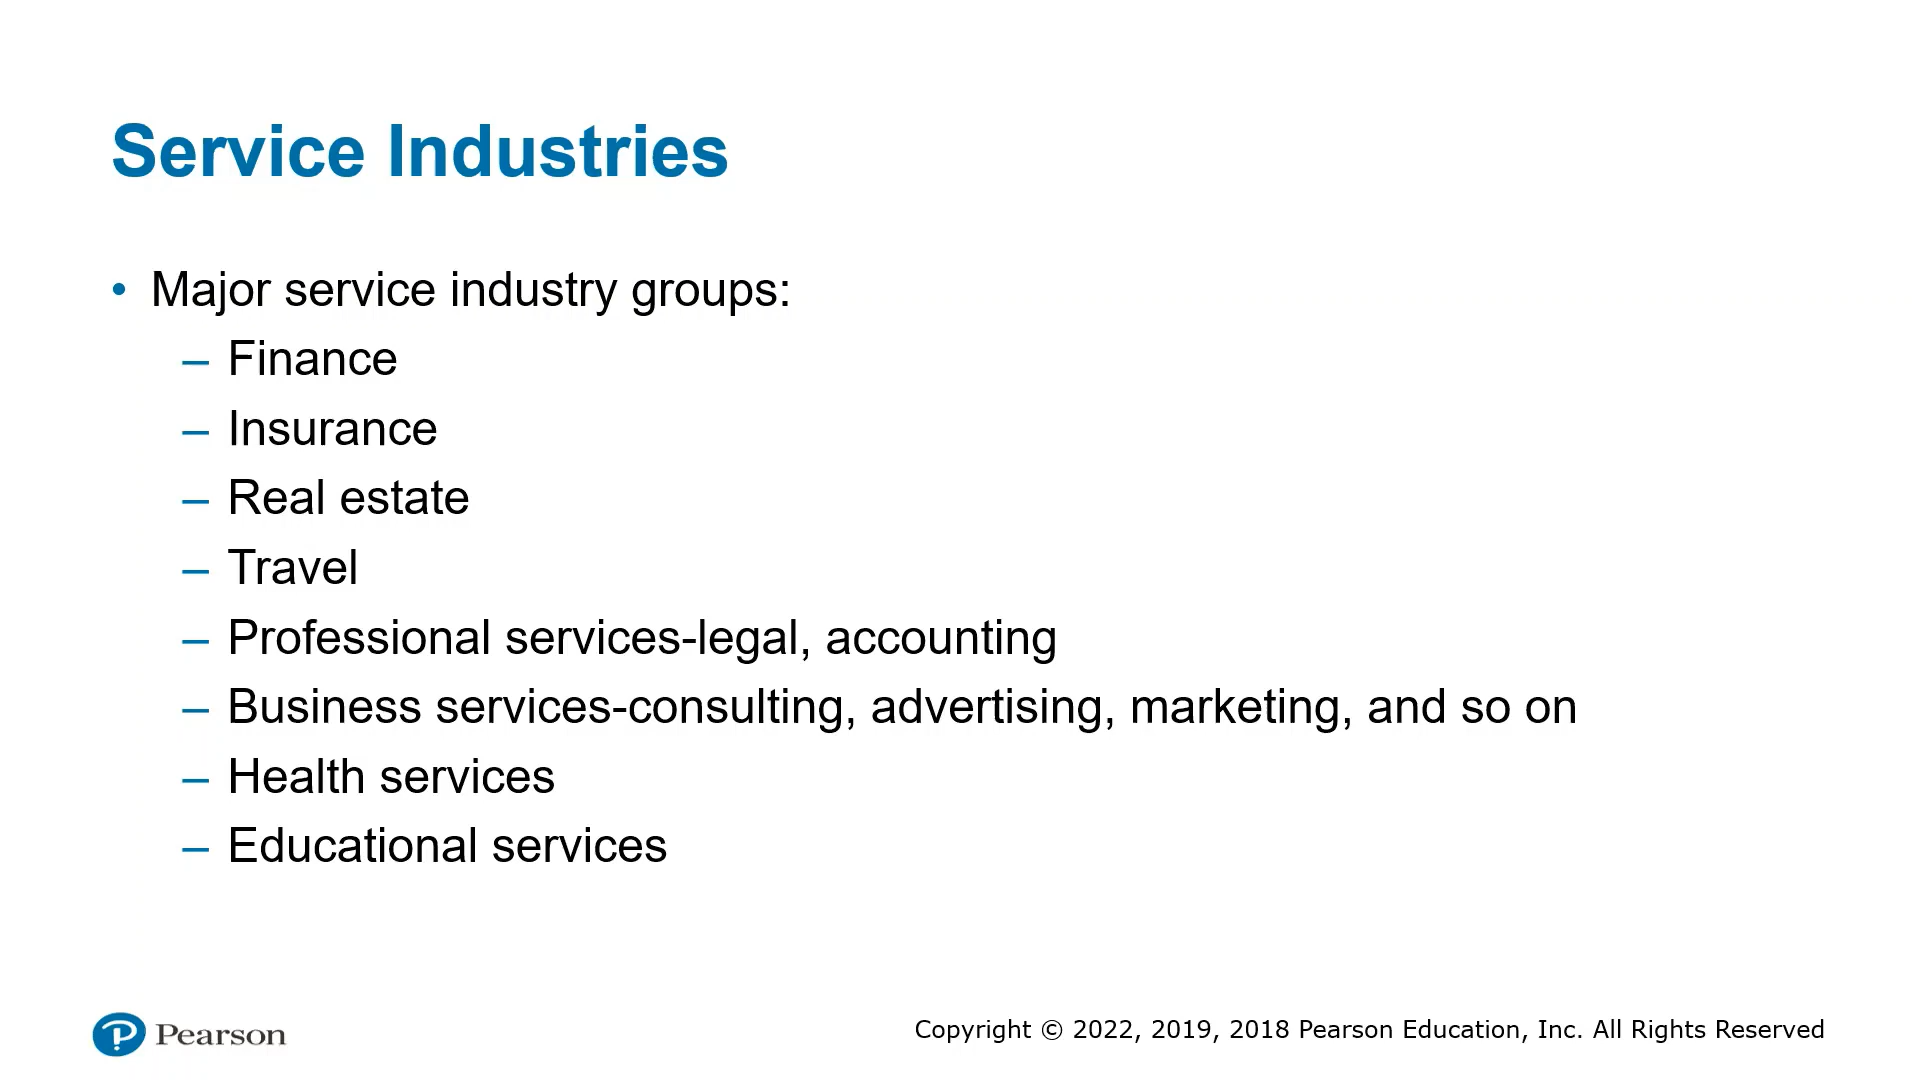 Service Industries
• Major service industry groups:
– Finance
– Insurance
– Real estate
– Travel
– Professional services-legal, accounting
– Business services-consulting, advertising, marketing, and so on
– Health services
– Educational services
Pearson
Copyright © 2022, 2019, 2018 Pearson Education, Inc. All Rights Reserved